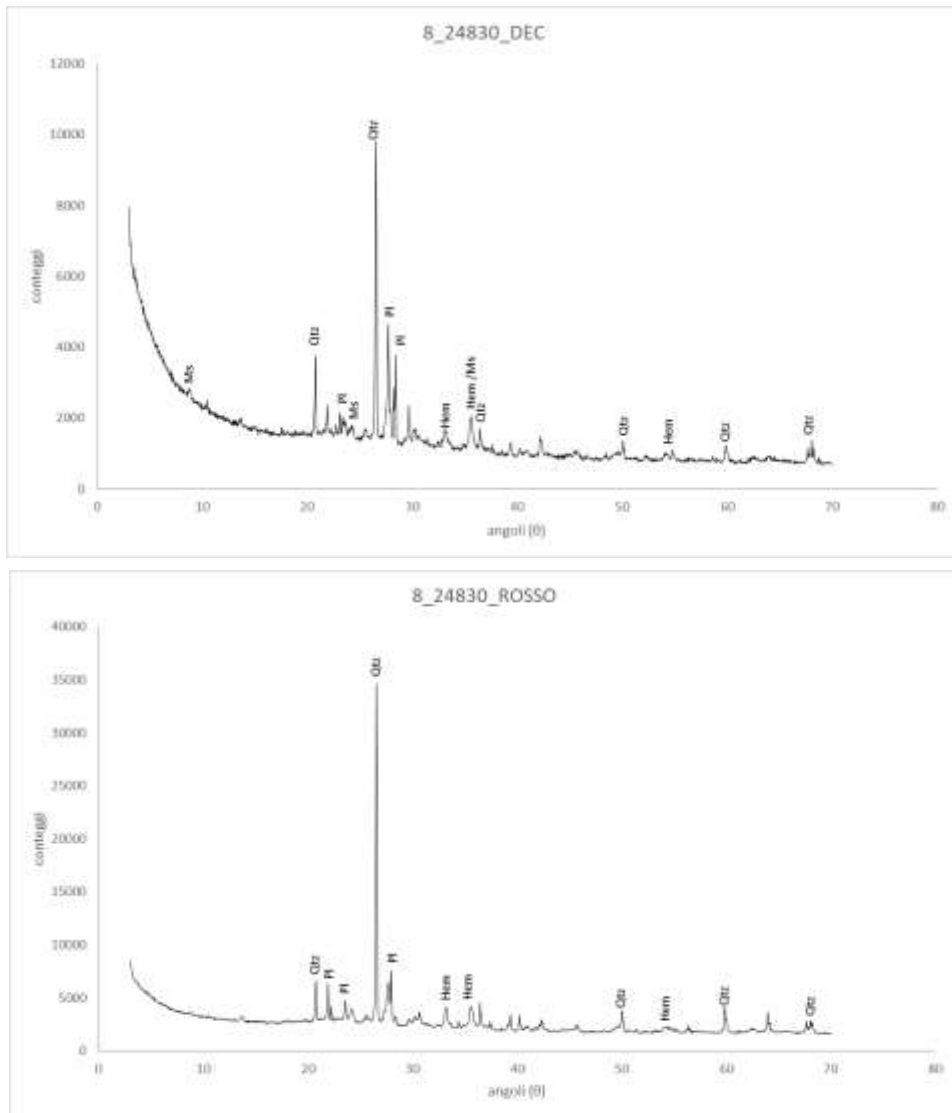 8_24830_DEC
12000
10000
8000
6000
4000
2000
0
conteggi
Ms
Qtz
Pl
Ms
Qtz
Pl
Pl
Hem
Hem /Ms
Qtz
Qtz
Hem
Qtz
Qtz
0 10 20 30 40 50 60 70 80
angoli (θ)
8_24830_ROSSO
40000
35000
30000
25000
20000
15000
10000
5000
0
conteggi
Qtz
Pl
Pl
Qtz
Pl
Hem
Hem
Qtz
Hem
Qtz
Qtz
0 10 20 30 40 50 60 70 80
angoli (θ)